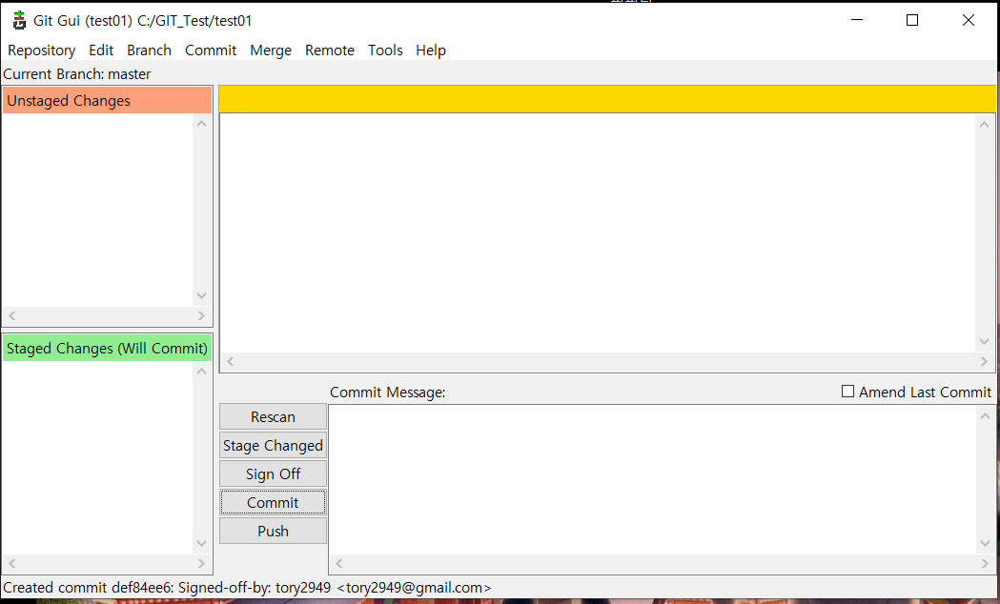 Git Gui (test01) C:/GIT_Test/test01
Repository Edit Branch Commit Merge Remote Tools Help
Current Branch: master
Unstaged Changes
Staged Changes (Will Commit)
Commit Message:
Amend Last Commit
Rescan
Stage Changed
Sign Off
Commit
Push
Created commit def84ee6: Signed-off-by: tory2949 <tory2949@gmail.com>